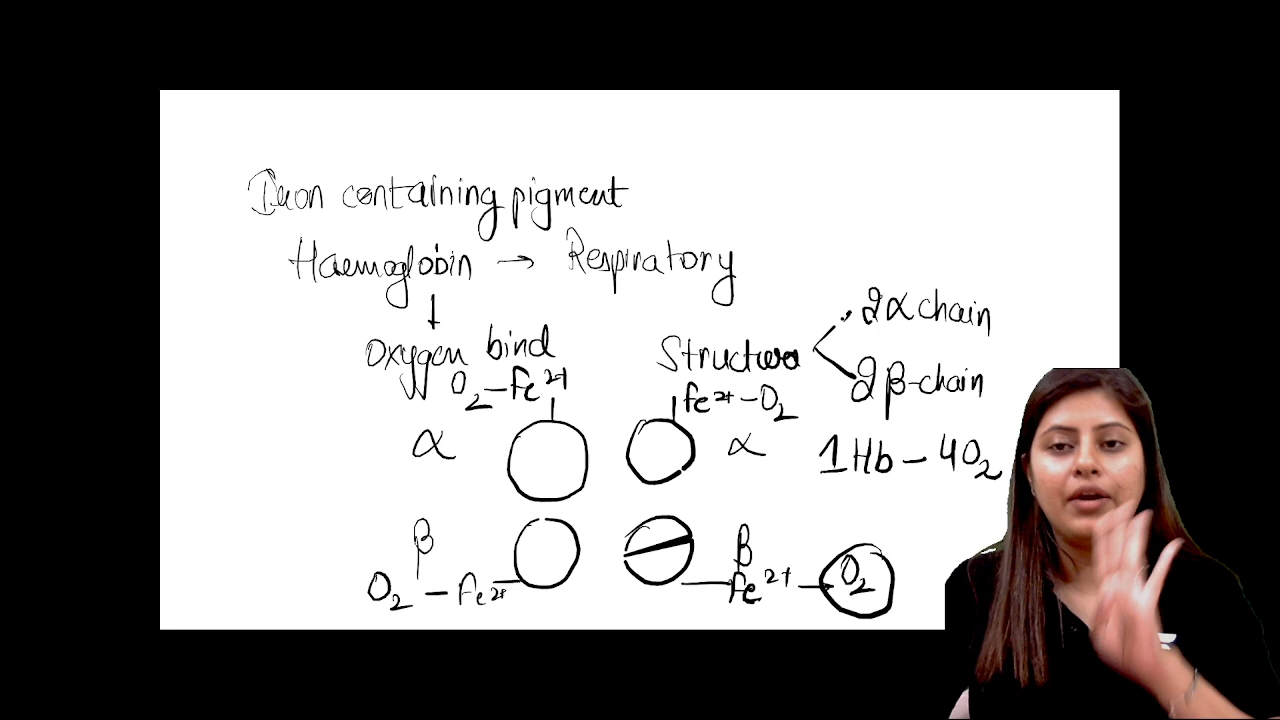 Iron containing pigment
Haemoglobin → Respiratory
↓
Oxygen bind
Structure
2α chain
2β-chain
O₂–Fe²⁺
Fe²⁺–O₂
α
α
1Hb – 4O₂
β
β
O₂ – Fe²⁺
Fe²⁺ – O₂